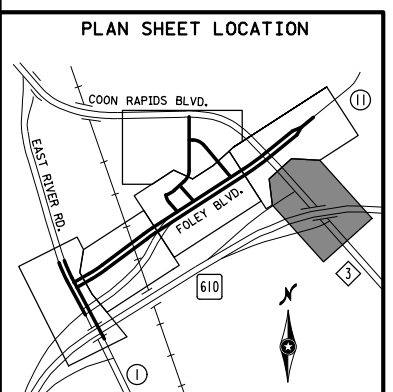 PLAN SHEET LOCATION
COON RAPIDS BLVD.
11
EAST RIVER RD.
FOLEY BLVD.
610
3
N
1